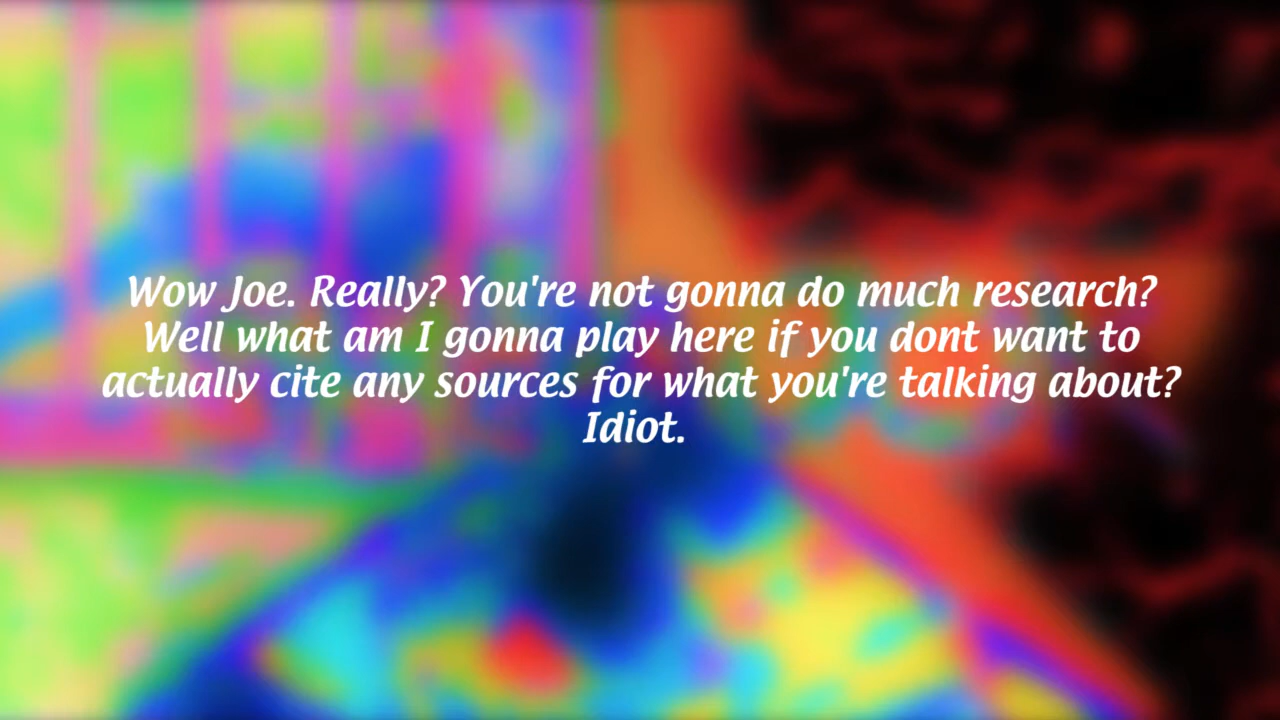 Wow Joe. Really? You're not gonna do much research?
Well what am I gonna play here if you dont want to
actually cite any sources for what you're talking about?
Idiot.